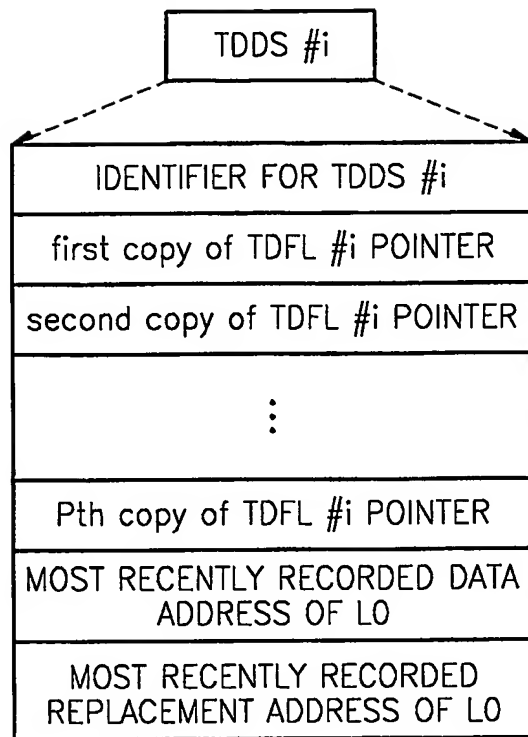 TDDS #i
IDENTIFIER FOR TDDS #i
first copy of TDFL #i POINTER
second copy of TDFL #i POINTER
⋮
Pth copy of TDFL #i POINTER
MOST RECENTLY RECORDED DATA
ADDRESS OF L0
MOST RECENTLY RECORDED
REPLACEMENT ADDRESS OF L0